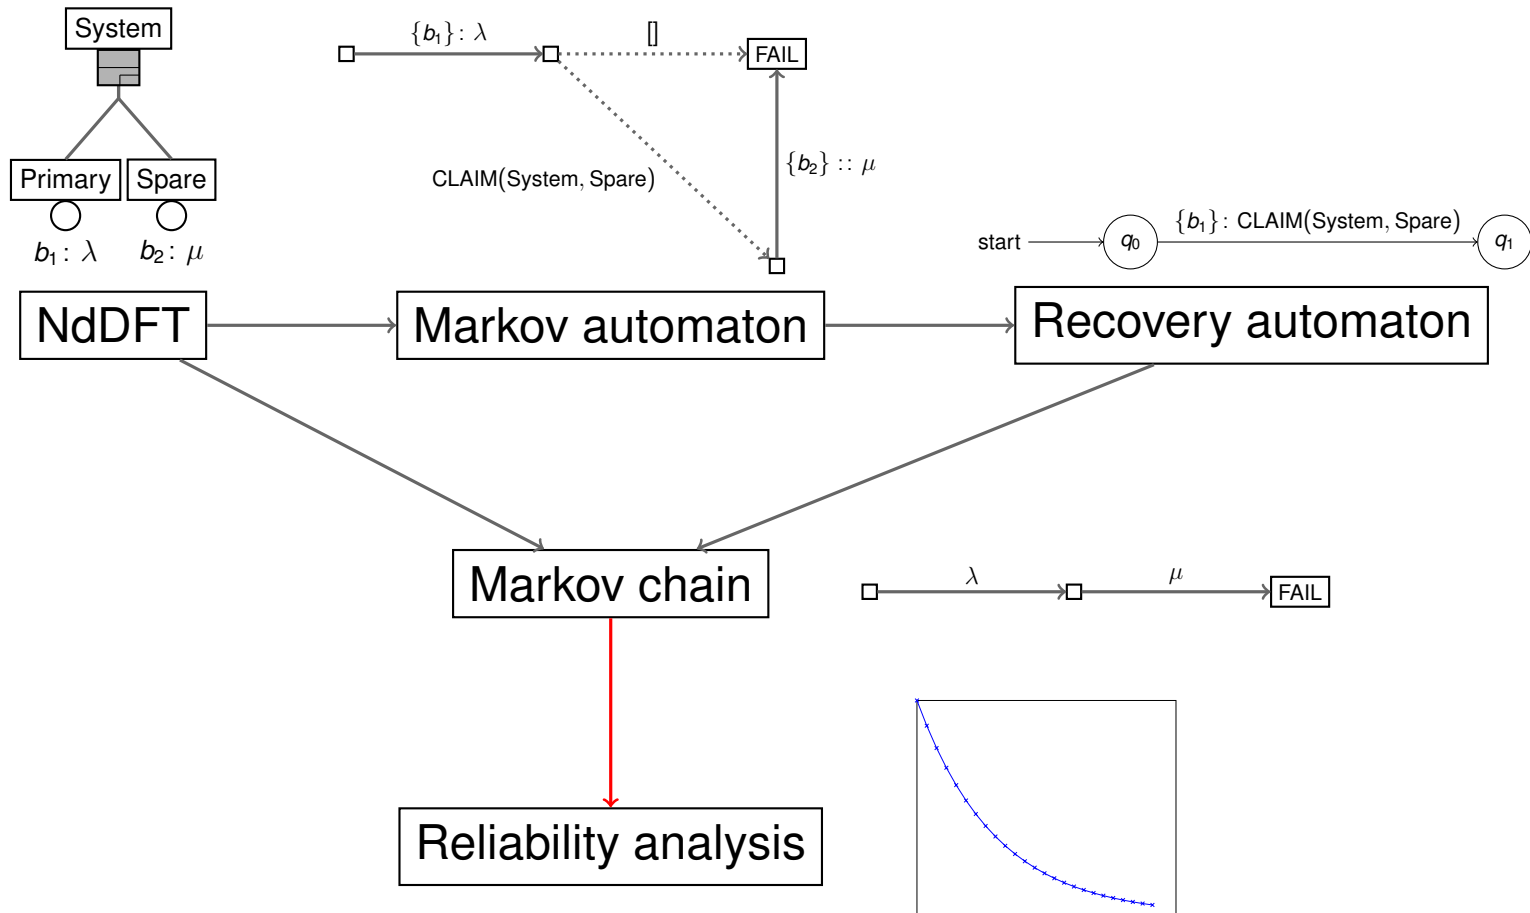 System
Primary
Spare
b₁: λ
b₂: μ
{b₁}: λ
[]
FAIL
CLAIM(System, Spare)
{b₂} :: μ
start
q₀
{b₁}: CLAIM(System, Spare)
q₁
NdDFT
Markov automaton
Recovery automaton
Markov chain
λ
μ
FAIL
Reliability analysis